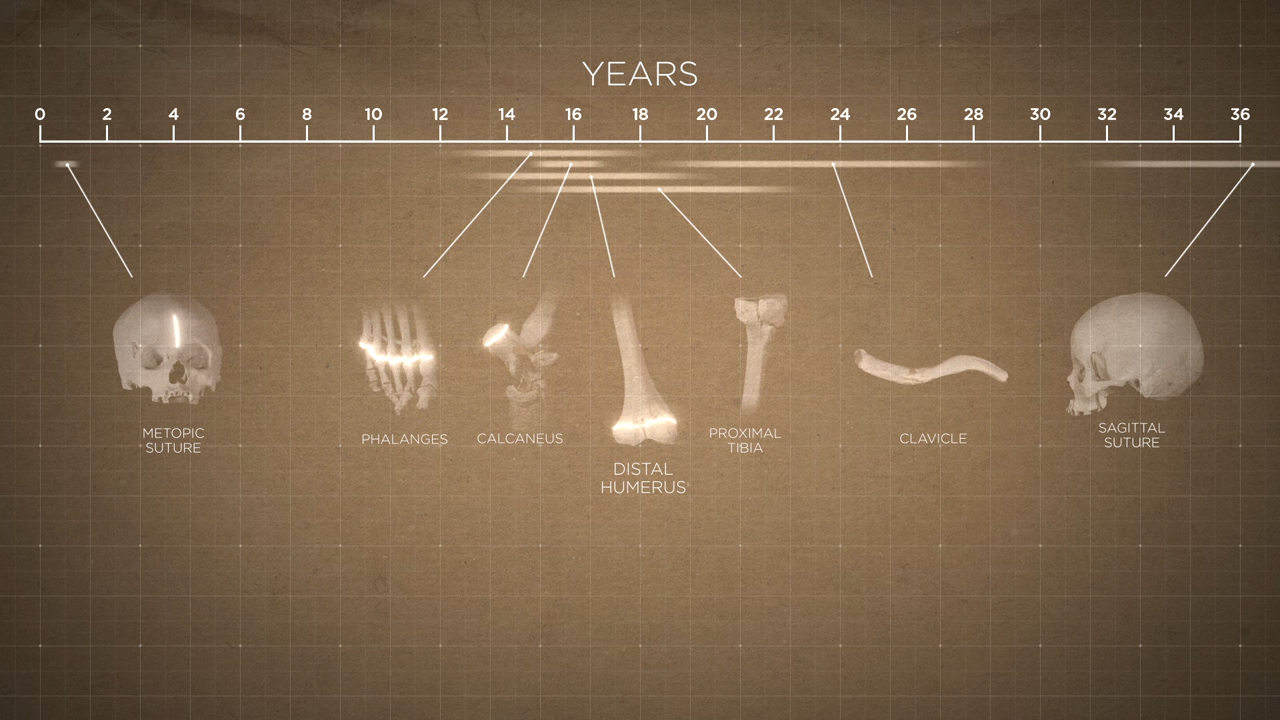 YEARS
0 2 4 6 8 10 12 14 16 18 20 22 24 26 28 30 32 34 36
METOPIC
SUTURE
PHALANGES
CALCANEUS
DISTAL
HUMERUS
PROXIMAL
TIBIA
CLAVICLE
SAGITTAL
SUTURE